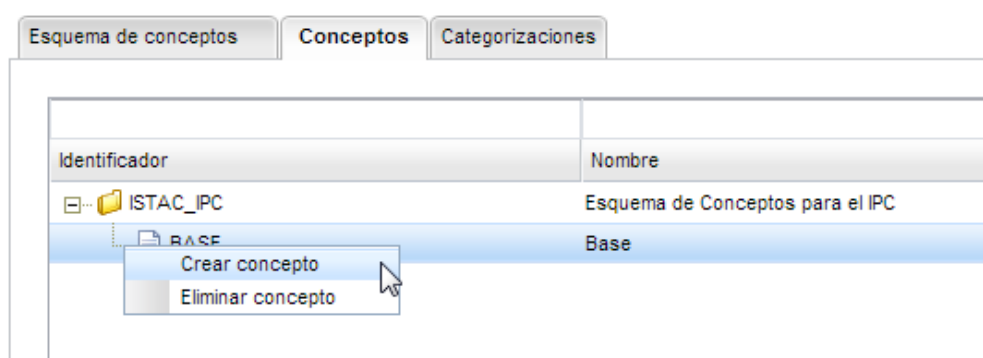 Esquema de conceptos Conceptos Categorizaciones
Identificador Nombre
ISTAC_IPC Esquema de Conceptos para el IPC
BASE Base
Crear concepto
Eliminar concepto